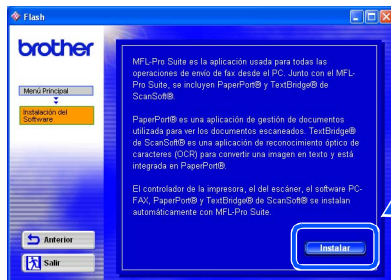 Flash
brother
Menú Principal
Instalación del
Software
MFL-Pro Suite es la aplicación usada para todas las
operaciones de envío de fax desde el PC. Junto con el MFL-
Pro Suite, se incluyen PaperPort® y TextBridge® de
ScanSoft®.
PaperPort® es una aplicación de gestión de documentos
utilizada para ver los documentos escaneados. TextBridge®
de ScanSoft® es una aplicación de reconocimiento óptico de
caracteres (OCR) para convertir una imagen en texto y está
integrada en PaperPort®.
El controlador de la impresora, el del escáner, el software PC-
FAX, PaperPort® y TextBridge® de ScanSoft® se instalan
automáticamente con MFL-Pro Suite.
Anterior
Salir
Instalar